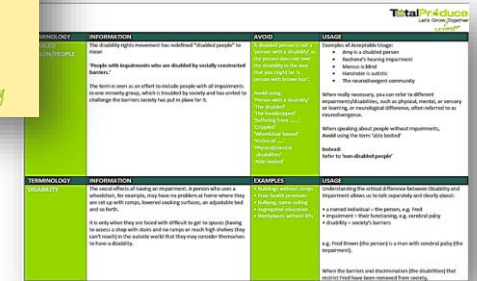 TotalProduce
Let's Grow Together
TERMINOLOGY INFORMATION AVOID USAGE
DISABLED
PERSON/PEOPLE
The disability rights movement has redefined "disabled people" to
mean
'People with impairments who are disabled by socially constructed
barriers.'
The term is seen as an effort to include people with all impairments
in one minority group, which is troubled by society and has united to
challenge the barriers society has put in place for it.
A disabled person is not a
'person with a disability' as
the person does not own
the disability in the way
that you might be 'a
person with brown hair'.
Avoid using:
'Person with a disability'
'The disabled'
'The handicapped'
'Suffering from ……'
'Crippled'
'Wheelchair bound'
'Victim of ….'
'Physical/mental
disabilities'
'Able bodied'
Examples of Acceptable Usage:
• Amy is a disabled person
• hearing impairment
• Marcus is blind
• Harvinder is autistic
• The neurodivergent community
When really necessary, you can refer to different
impairments/disabilities, such as physical, mental, or sensory
or learning, or neurological difference, often referred to as
neurodivergence.
When speaking about people without impairments,
Avoid using the term 'able bodied'
Instead:
Refer to 'non-disabled people'
TERMINOLOGY INFORMATION EXAMPLES USAGE
DISABILITY
The social effects of having an impairment. A person who uses a
wheelchair, for example, may have no problem at home where they
are set up with ramps, lowered cooking surfaces, an adjustable bed
and so forth.
It is only when they are faced with difficult to get to spaces (having
to access a shop with stairs and no ramps or reach high shelves they
can't reach) in the outside world that they may consider themselves
to have a disability.
• Buildings without ramps
• Poor health provision
• Bullying, name-calling
• Segregated education
• Workplaces without lifts
Understanding the critical difference between Disability and
Impairment allows us to talk separately and clearly about:
• a named individual – the person, e.g. Fred
• impairment – their functioning, e.g. cerebral palsy
• disability – society's barriers
e.g. Fred Brown (the person) is a man with cerebral palsy (the
impairment).
When the barriers and discrimination (the disabilities) that
restrict Fred have been removed from society,